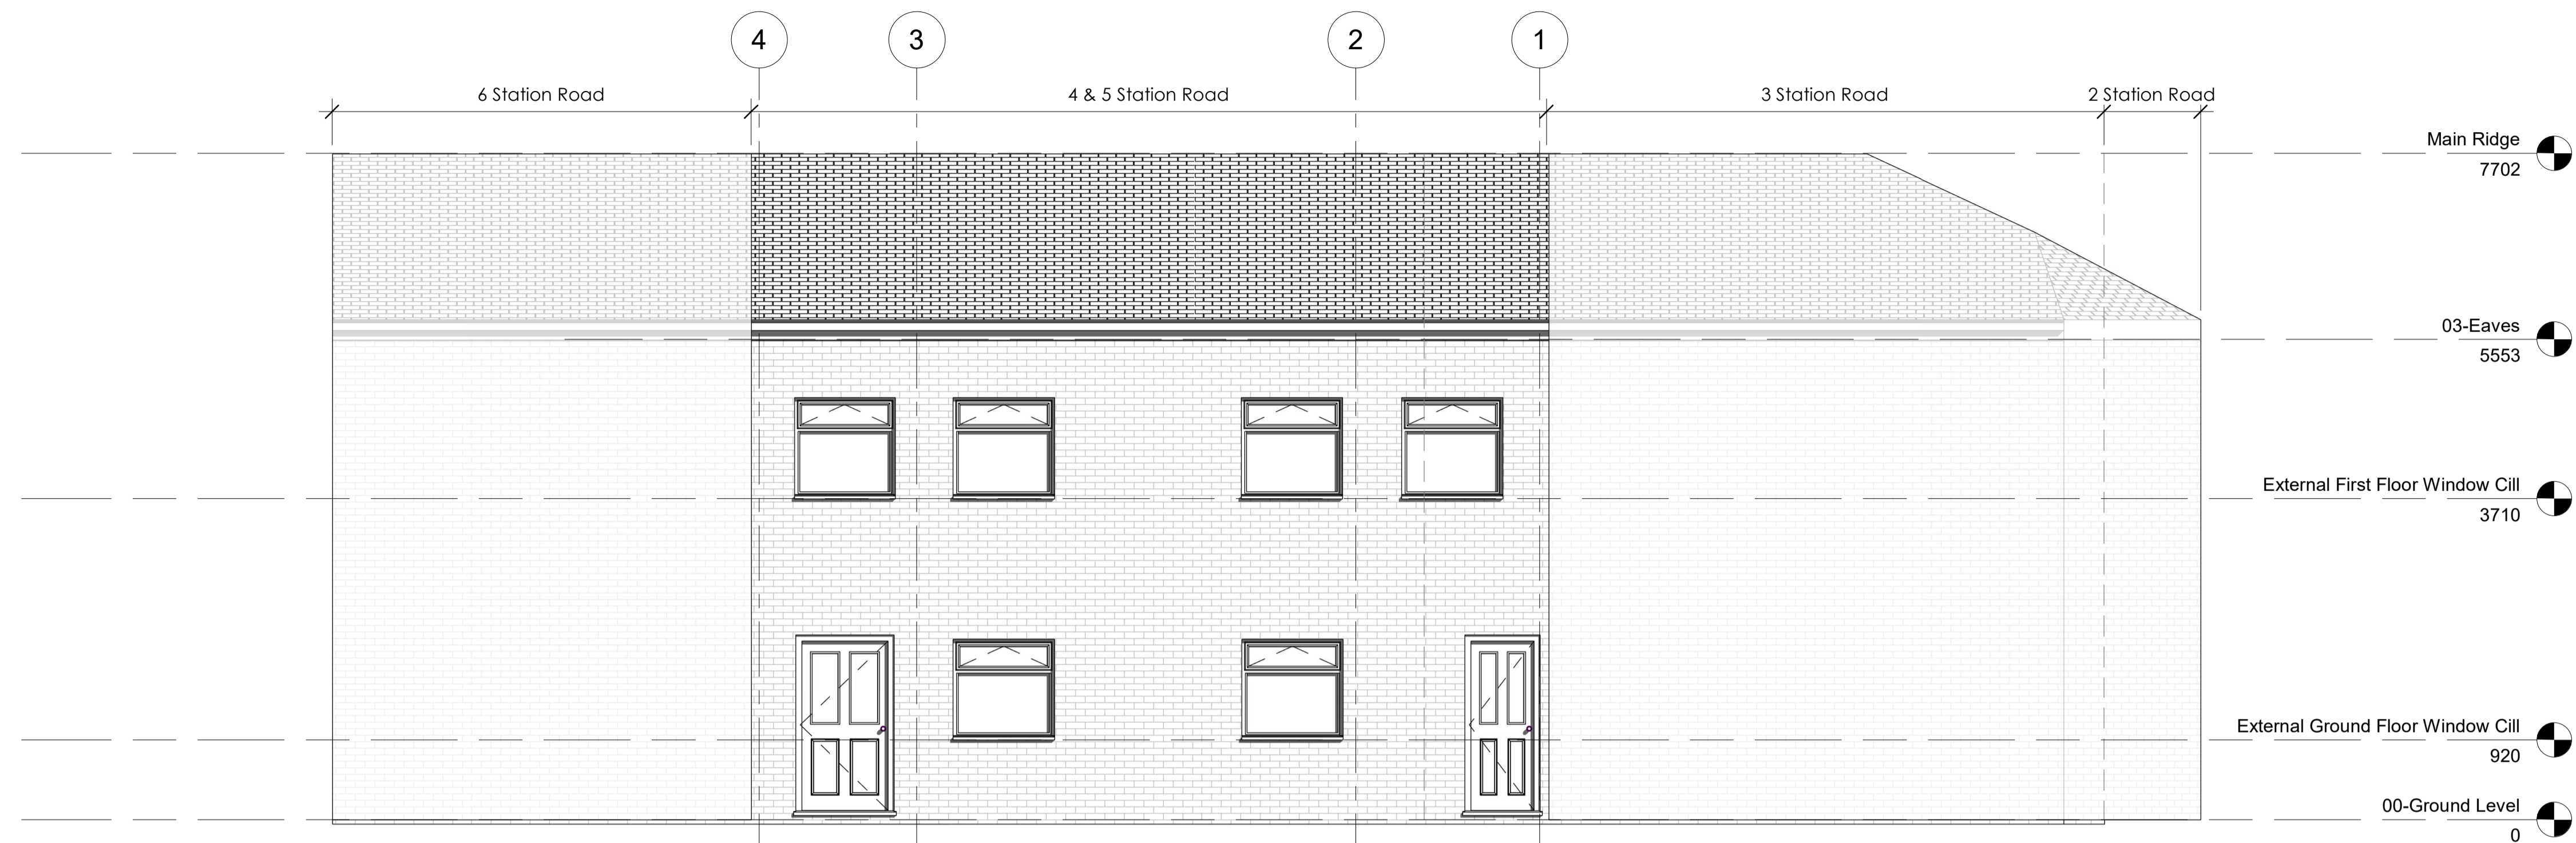 4
3
2
1
6 Station Road
4 & 5 Station Road
3 Station Road
2 Station Road
Main Ridge
7702
03-Eaves
5553
External First Floor Window Cill
3710
External Ground Floor Window Cill
920
00-Ground Level
0